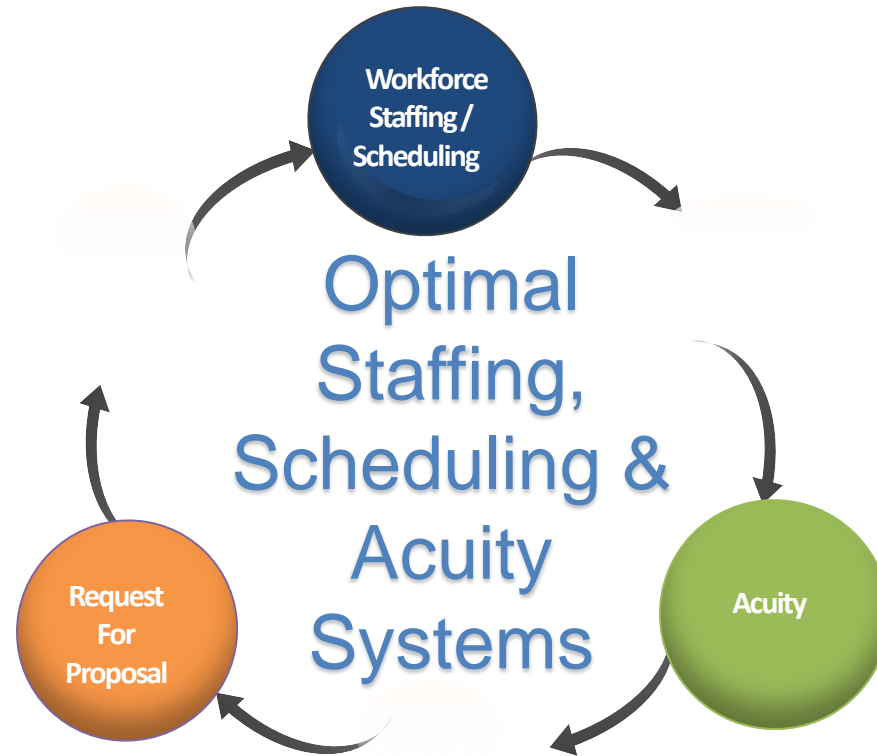 Workforce
Staffing /
Scheduling
Optimal
Staffing,
Scheduling &
Acuity
Systems
Acuity
Request
For
Proposal